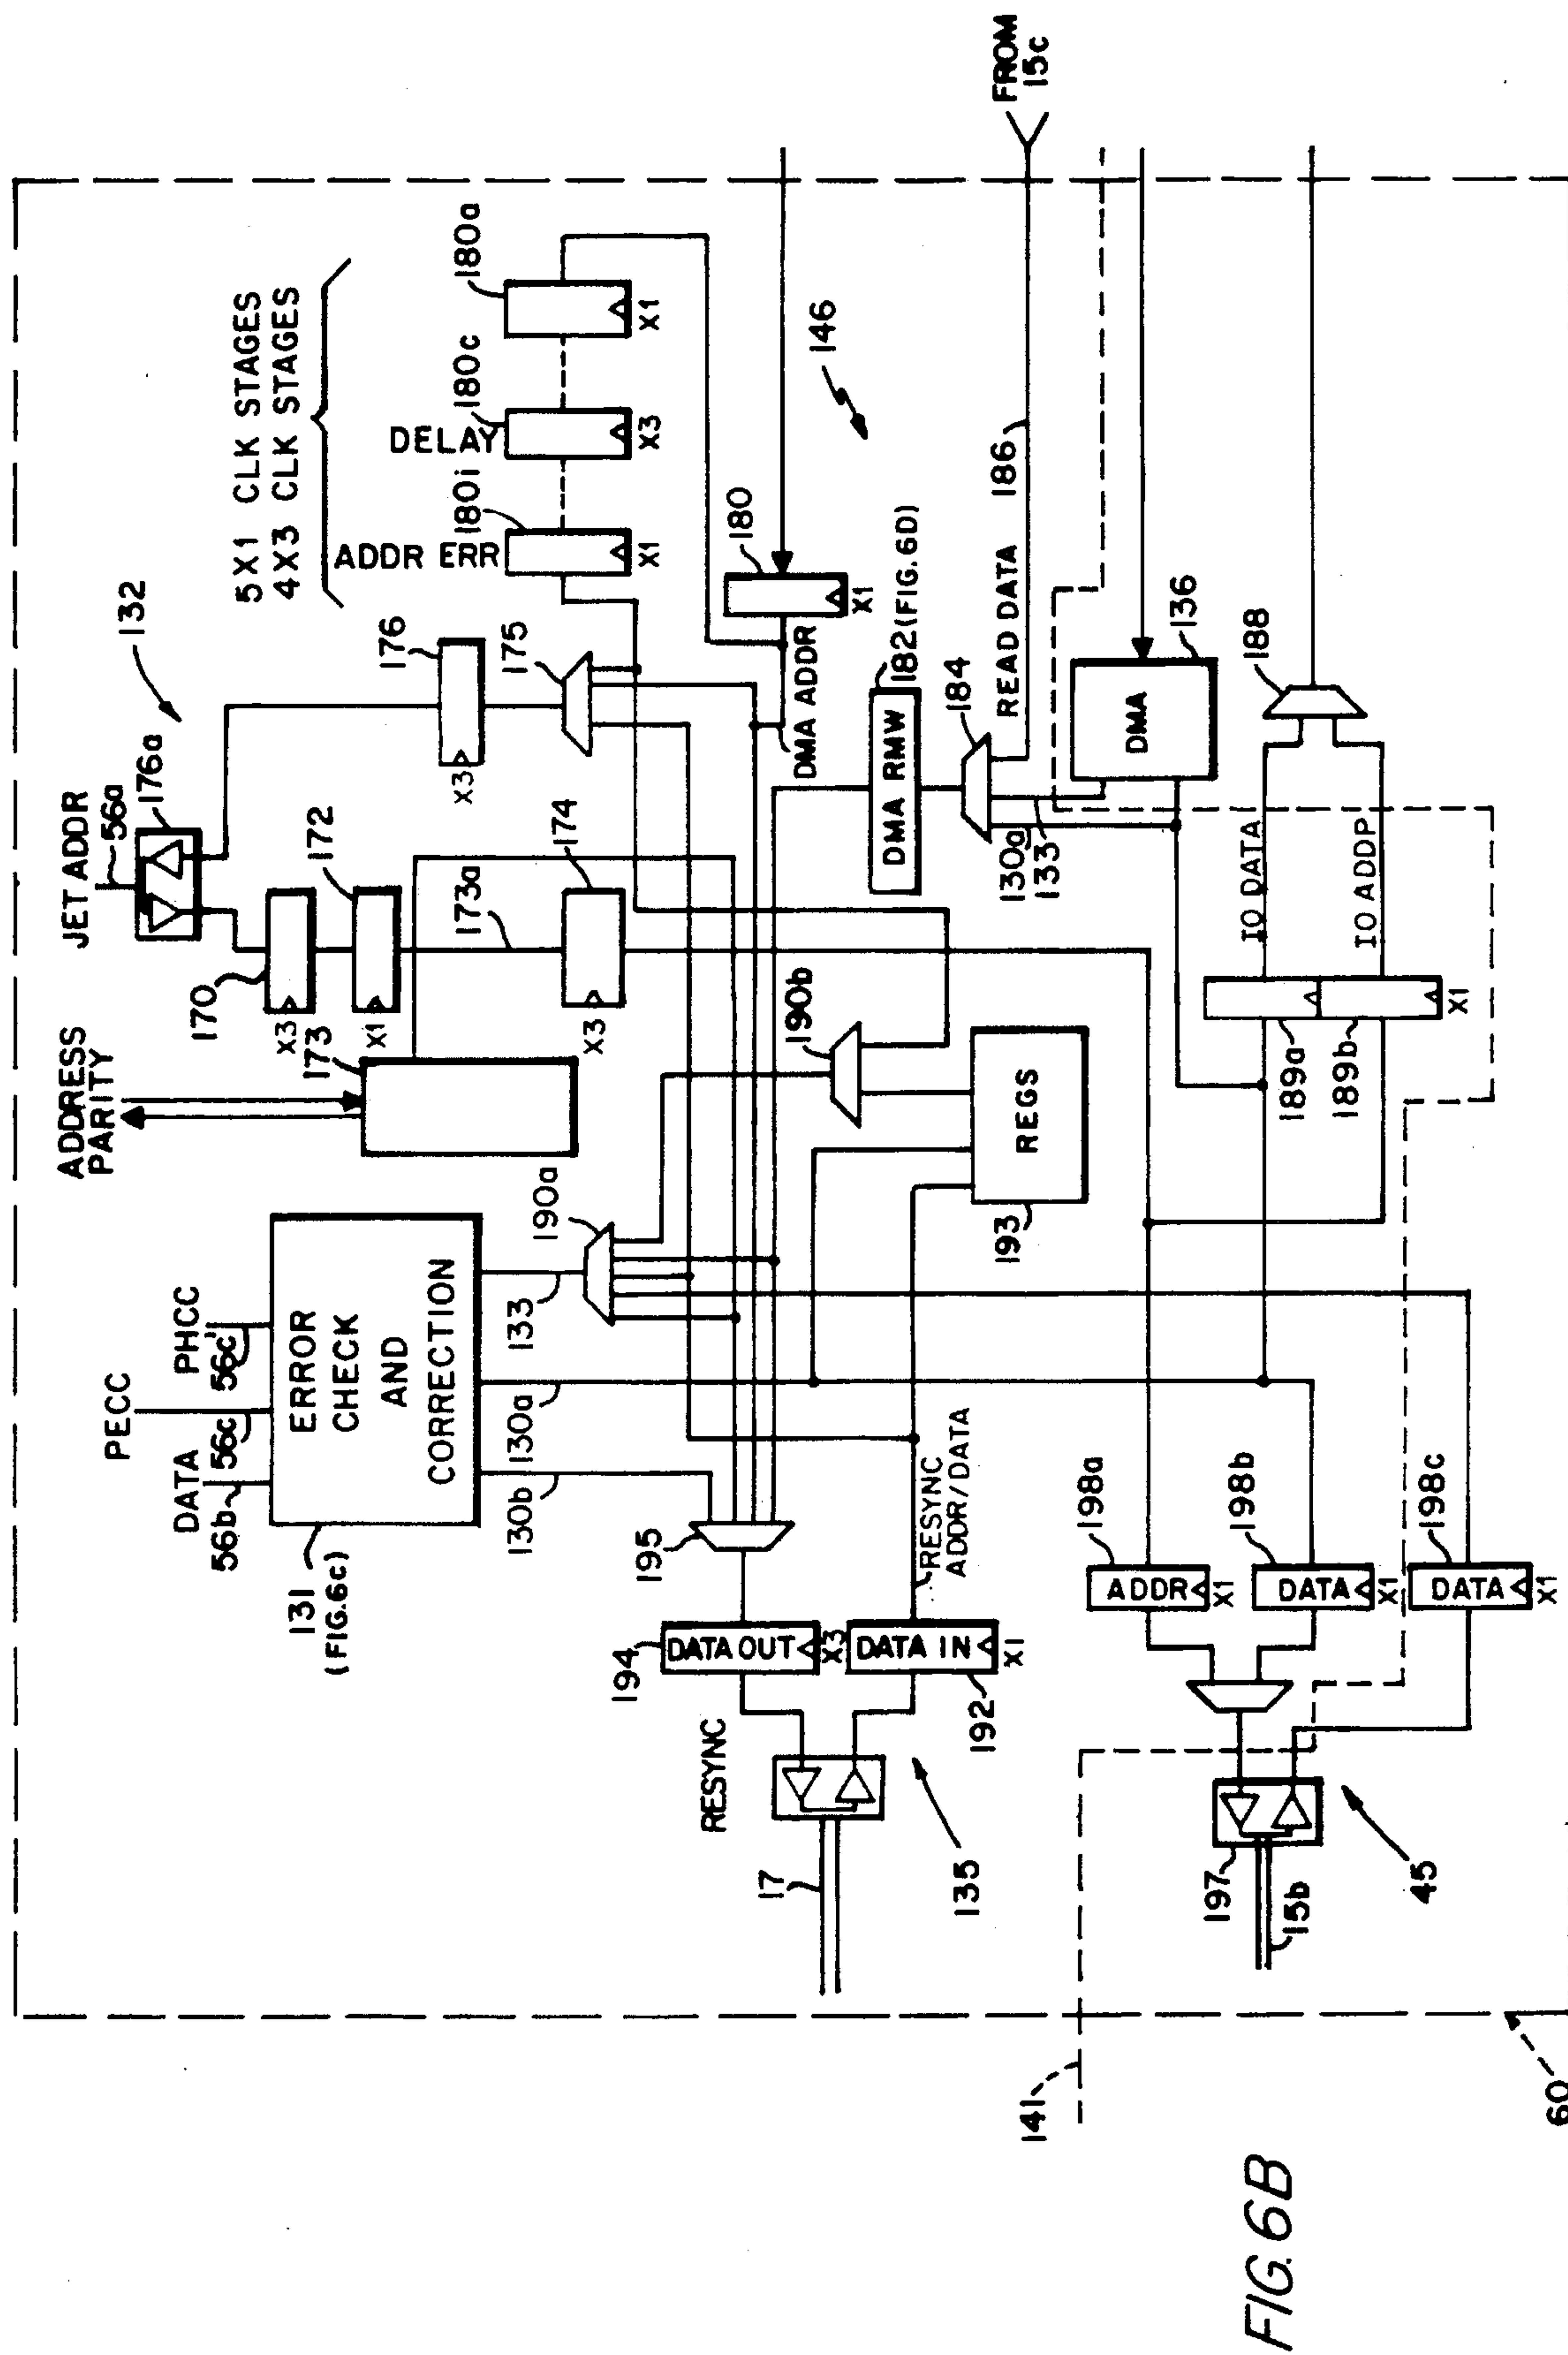 JET ADDR
56a
176a
132
5X1 CLK STAGES
4X3 CLK STAGES
ADDRESS
PARITY
170
X3
172
X1
173
173a
174
X3
176
X3
175
ADDR ERR
180i
X1
DELAY
180c
X3
180a
X1
PECC
DATA
56b
56c
PHCC
56c'
ERROR
CHECK
AND
CORRECTION
131
(FIG.6c)
130b
130a
133
190a
190b
180
X1
DMA ADDR
146
182(FIG.6D)
DMA RMW
184
READ DATA 186
FROM
15c
130a
133
DMA
136
188
RESYNC
17
135
194
DATA OUT
X3
195
DATA IN
X1
192
RESYNC
ADDR/DATA
REGS
193
IO DATA
IO ADDP
189a
189b
X1
198a
ADDR
X1
198b
DATA
X1
198c
DATA
X1
197
15b
45
141
60
FIG. 6B